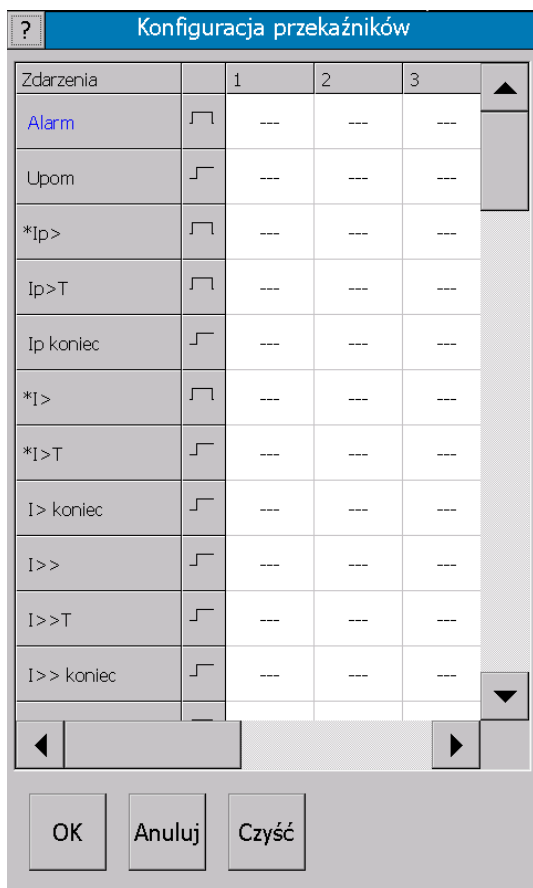 ? Konfiguracja przekaźników
Zdarzenia 1 2 3
Alarm --- --- ---
Upom --- --- ---
*Ip> --- --- ---
Ip>T --- --- ---
Ip koniec --- --- ---
*I> --- --- ---
*I>T --- --- ---
I> koniec --- --- ---
I>> --- --- ---
I>>T --- --- ---
I>> koniec --- --- ---
OK Anuluj Czyść